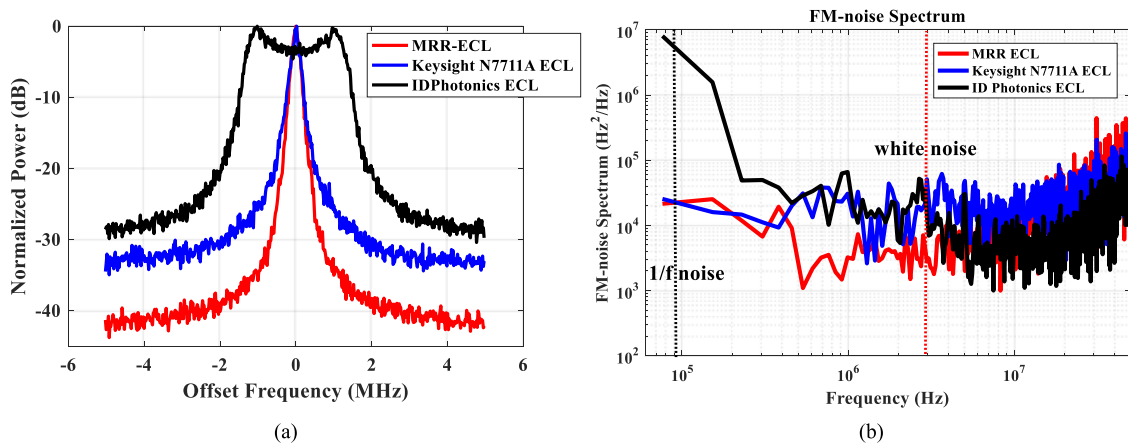 0
-10
-20
-30
-40
-6
-4
-2
0
2
4
6
Normalized Power (dB)
Offset Frequency (MHz)
MRR-ECL
Keysight N7711A ECL
IDPhotonics ECL
(a)
FM-noise Spectrum
10^7
10^6
10^5
10^4
10^3
10^2
10^5
10^6
10^7
FM-noise Spectrum (Hz^2/Hz)
Frequency (Hz)
MRR ECL
Keysight N7711A ECL
ID Photonics ECL
white noise
1/f noise
(b)